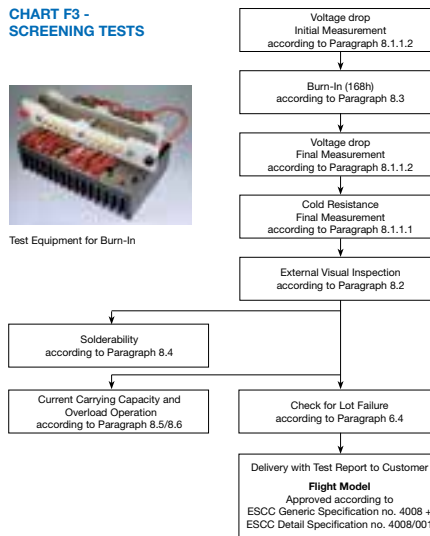 CHART F3 -
SCREENING TESTS
Voltage drop
Initial Measurement
according to Paragraph 8.1.1.2
Burn-In (168h)
according to Paragraph 8.3
Voltage drop
Final Measurement
according to Paragraph 8.1.1.2
Cold Resistance
Final Measurement
according to Paragraph 8.1.1.1
Test Equipment for Burn-In
External Visual Inspection
according to Paragraph 8.2
Solderability
according to Paragraph 8.4
Current Carrying Capacity and
Overload Operation
according to Paragraph 8.5/8.6
Check for Lot Failure
according to Paragraph 6.4
Delivery with Test Report to Customer
Flight Model
Approved according to
ESCC Generic Specification no. 4008 +
ESCC Detail Specification no. 4008/001